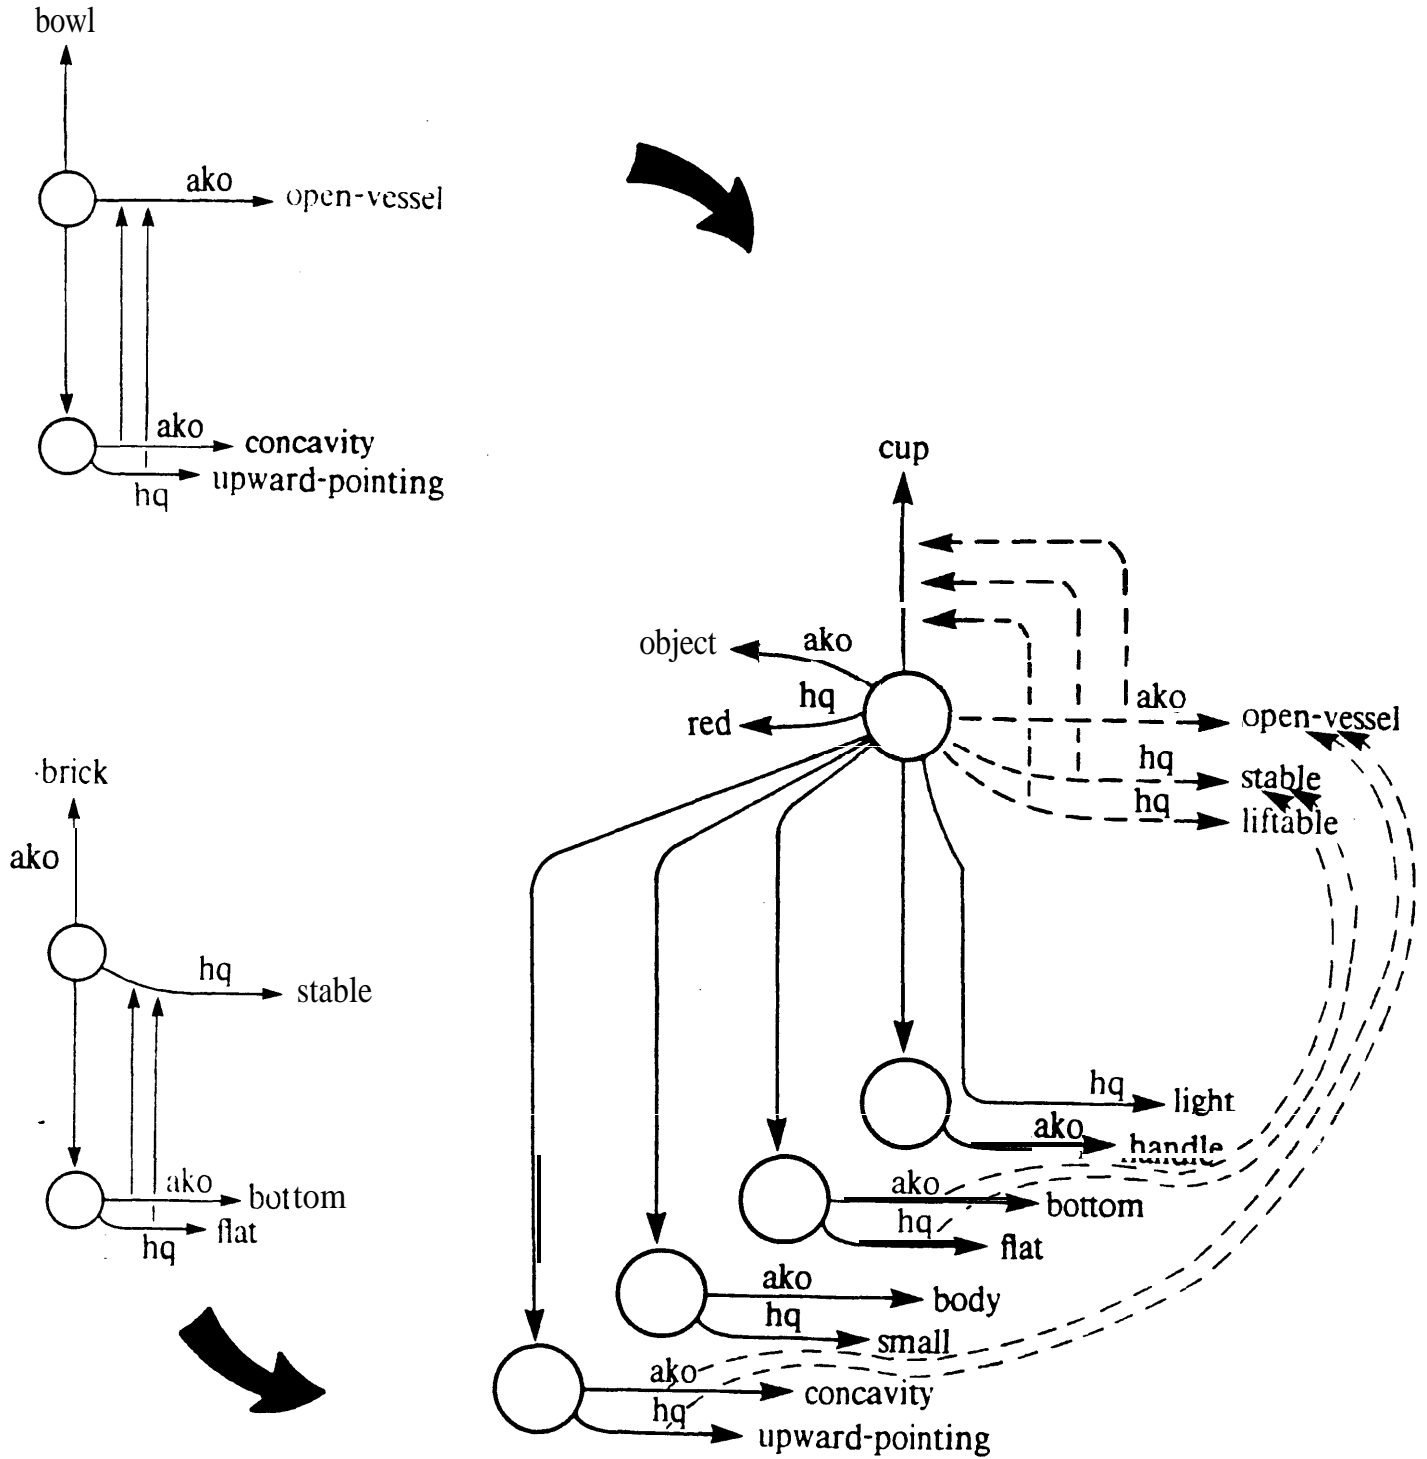 bowl
ako
open-vessel
ako
concavity
upward-pointing
hq
cup
object
ako
hq
red
ako
open-vessel
hq
stable
hq
liftable
brick
ako
hq
stable
ako
bottom
flat
hq
hq
light
ako
handle
ako
bottom
hq
flat
ako
body
hq
small
ako
concavity
hq
upward-pointing